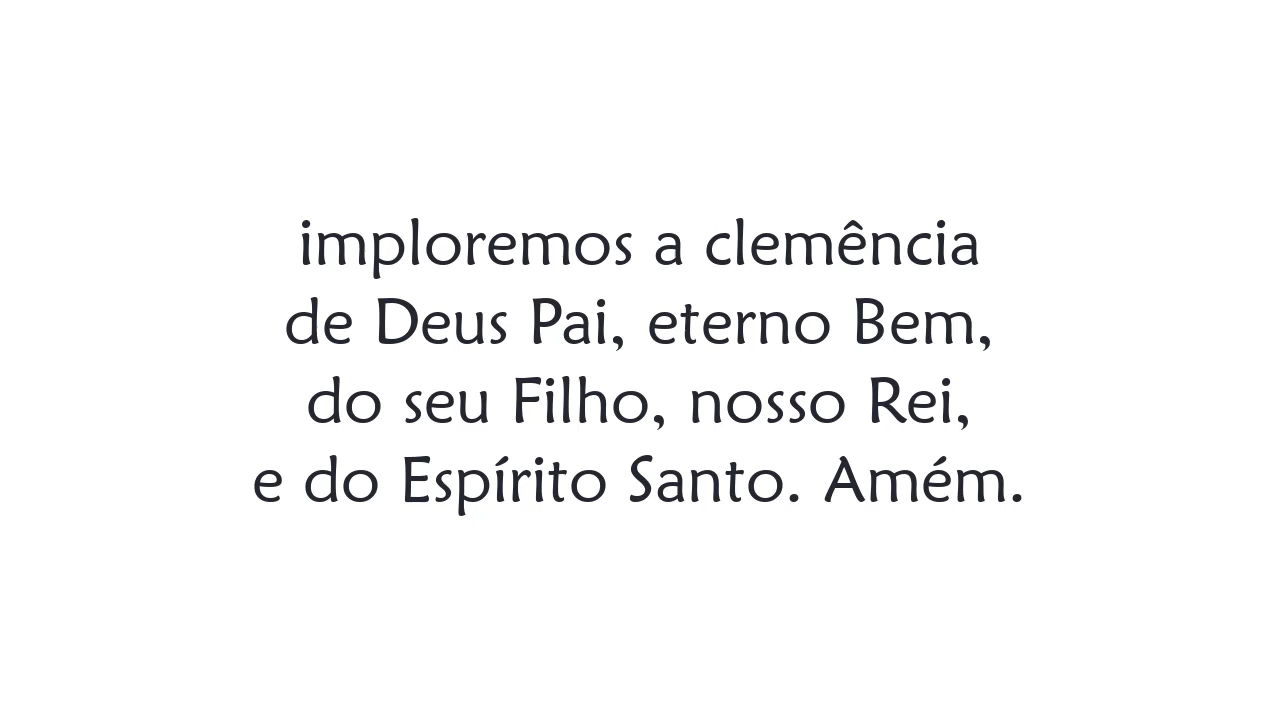 imploremos a clemência
de Deus Pai, eterno Bem,
do seu Filho, nosso Rei,
e do Espírito Santo. Amém.